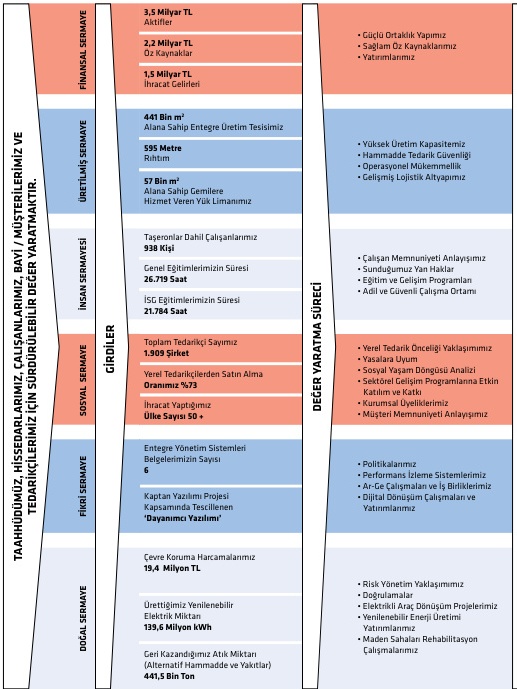 TAAHHÜDÜMÜZ, HİSSEDARLARIMIZ, ÇALIŞANLARIMIZ, BAYİ / MÜŞTERİLERİMİZ VE
TEDARİKÇİLERİMİZ İÇİN SÜRDÜRÜLEBİLİR DEĞER YARATMAKTIR.
GİRDİLER
DEĞER YARATMA SÜRECİ
FİNANSAL SERMAYE
3,5 Milyar TL
Aktifler
2,2 Milyar TL
Öz Kaynaklar
1,5 Milyar TL
İhracat Gelirleri
• Güçlü Ortaklık Yapımız
• Sağlam Öz Kaynaklarımız
• Yatırımlarımız
ÜRETİLMİŞ SERMAYE
441 Bin m²
Alana Sahip Entegre Üretim Tesisimiz
595 Metre
Rıhtım
57 Bin m²
Alana Sahip Gemilere
Hizmet Veren Yük Limanımız
• Yüksek Üretim Kapasitemiz
• Hammadde Tedarik Güvenliği
• Operasyonel Mükemmellik
• Gelişmiş Lojistik Altyapımız
İNSAN SERMAYESİ
Taşeronlar Dahil Çalışanlarımız
938 Kişi
Genel Eğitimlerimizin Süresi
26.719 Saat
İSG Eğitimlerimizin Süresi
21.784 Saat
• Çalışan Memnuniyeti Anlayışımız
• Sunduğumuz Yan Haklar
• Eğitim ve Gelişim Programları
• Adil ve Güvenli Çalışma Ortamı
SOSYAL SERMAYE
Toplam Tedarikçi Sayımız
1.909 Şirket
Yerel Tedarikçilerden Satın Alma
Oranımız %73
İhracat Yaptığımız
Ülke Sayısı 50 +
• Yerel Tedarik Önceliği Yaklaşımımız
• Yasalara Uyum
• Sosyal Yaşam Döngüsü Analizi
• Sektörel Gelişim Programlarına Etkin
Katılım ve Katkı
• Kurumsal Üyeliklerimiz
• Müşteri Memnuniyeti Anlayışımız
FİKRİ SERMAYE
Entegre Yönetim Sistemleri
Belgelerimizin Sayısı
6
Kaptan Yazılımı Projesi
Kapsamında Tescillenen
‘Dayanımcı Yazılımı’
• Politikalarımız
• Performans İzleme Sistemlerimiz
• Ar-Ge Çalışmaları ve İş Birliklerimiz
• Dijital Dönüşüm Çalışmaları ve
Yatırımlarımız
DOĞAL SERMAYE
Çevre Koruma Harcamalarımız
19,4 Milyon TL
Ürettiğimiz Yenilenebilir
Elektrik Miktarı
139,6 Milyon kWh
Geri Kazandığımız Atık Miktarı
(Alternatif Hammadde ve Yakıtlar)
441,5 Bin Ton
• Risk Yönetim Yaklaşımımız
• Doğrulamalar
• Elektrikli Araç Dönüşüm Projelerimiz
• Yenilenebilir Enerji Üretimi
Yatırımlarımız
• Maden Sahaları Rehabilitasyon
Çalışmalarımız